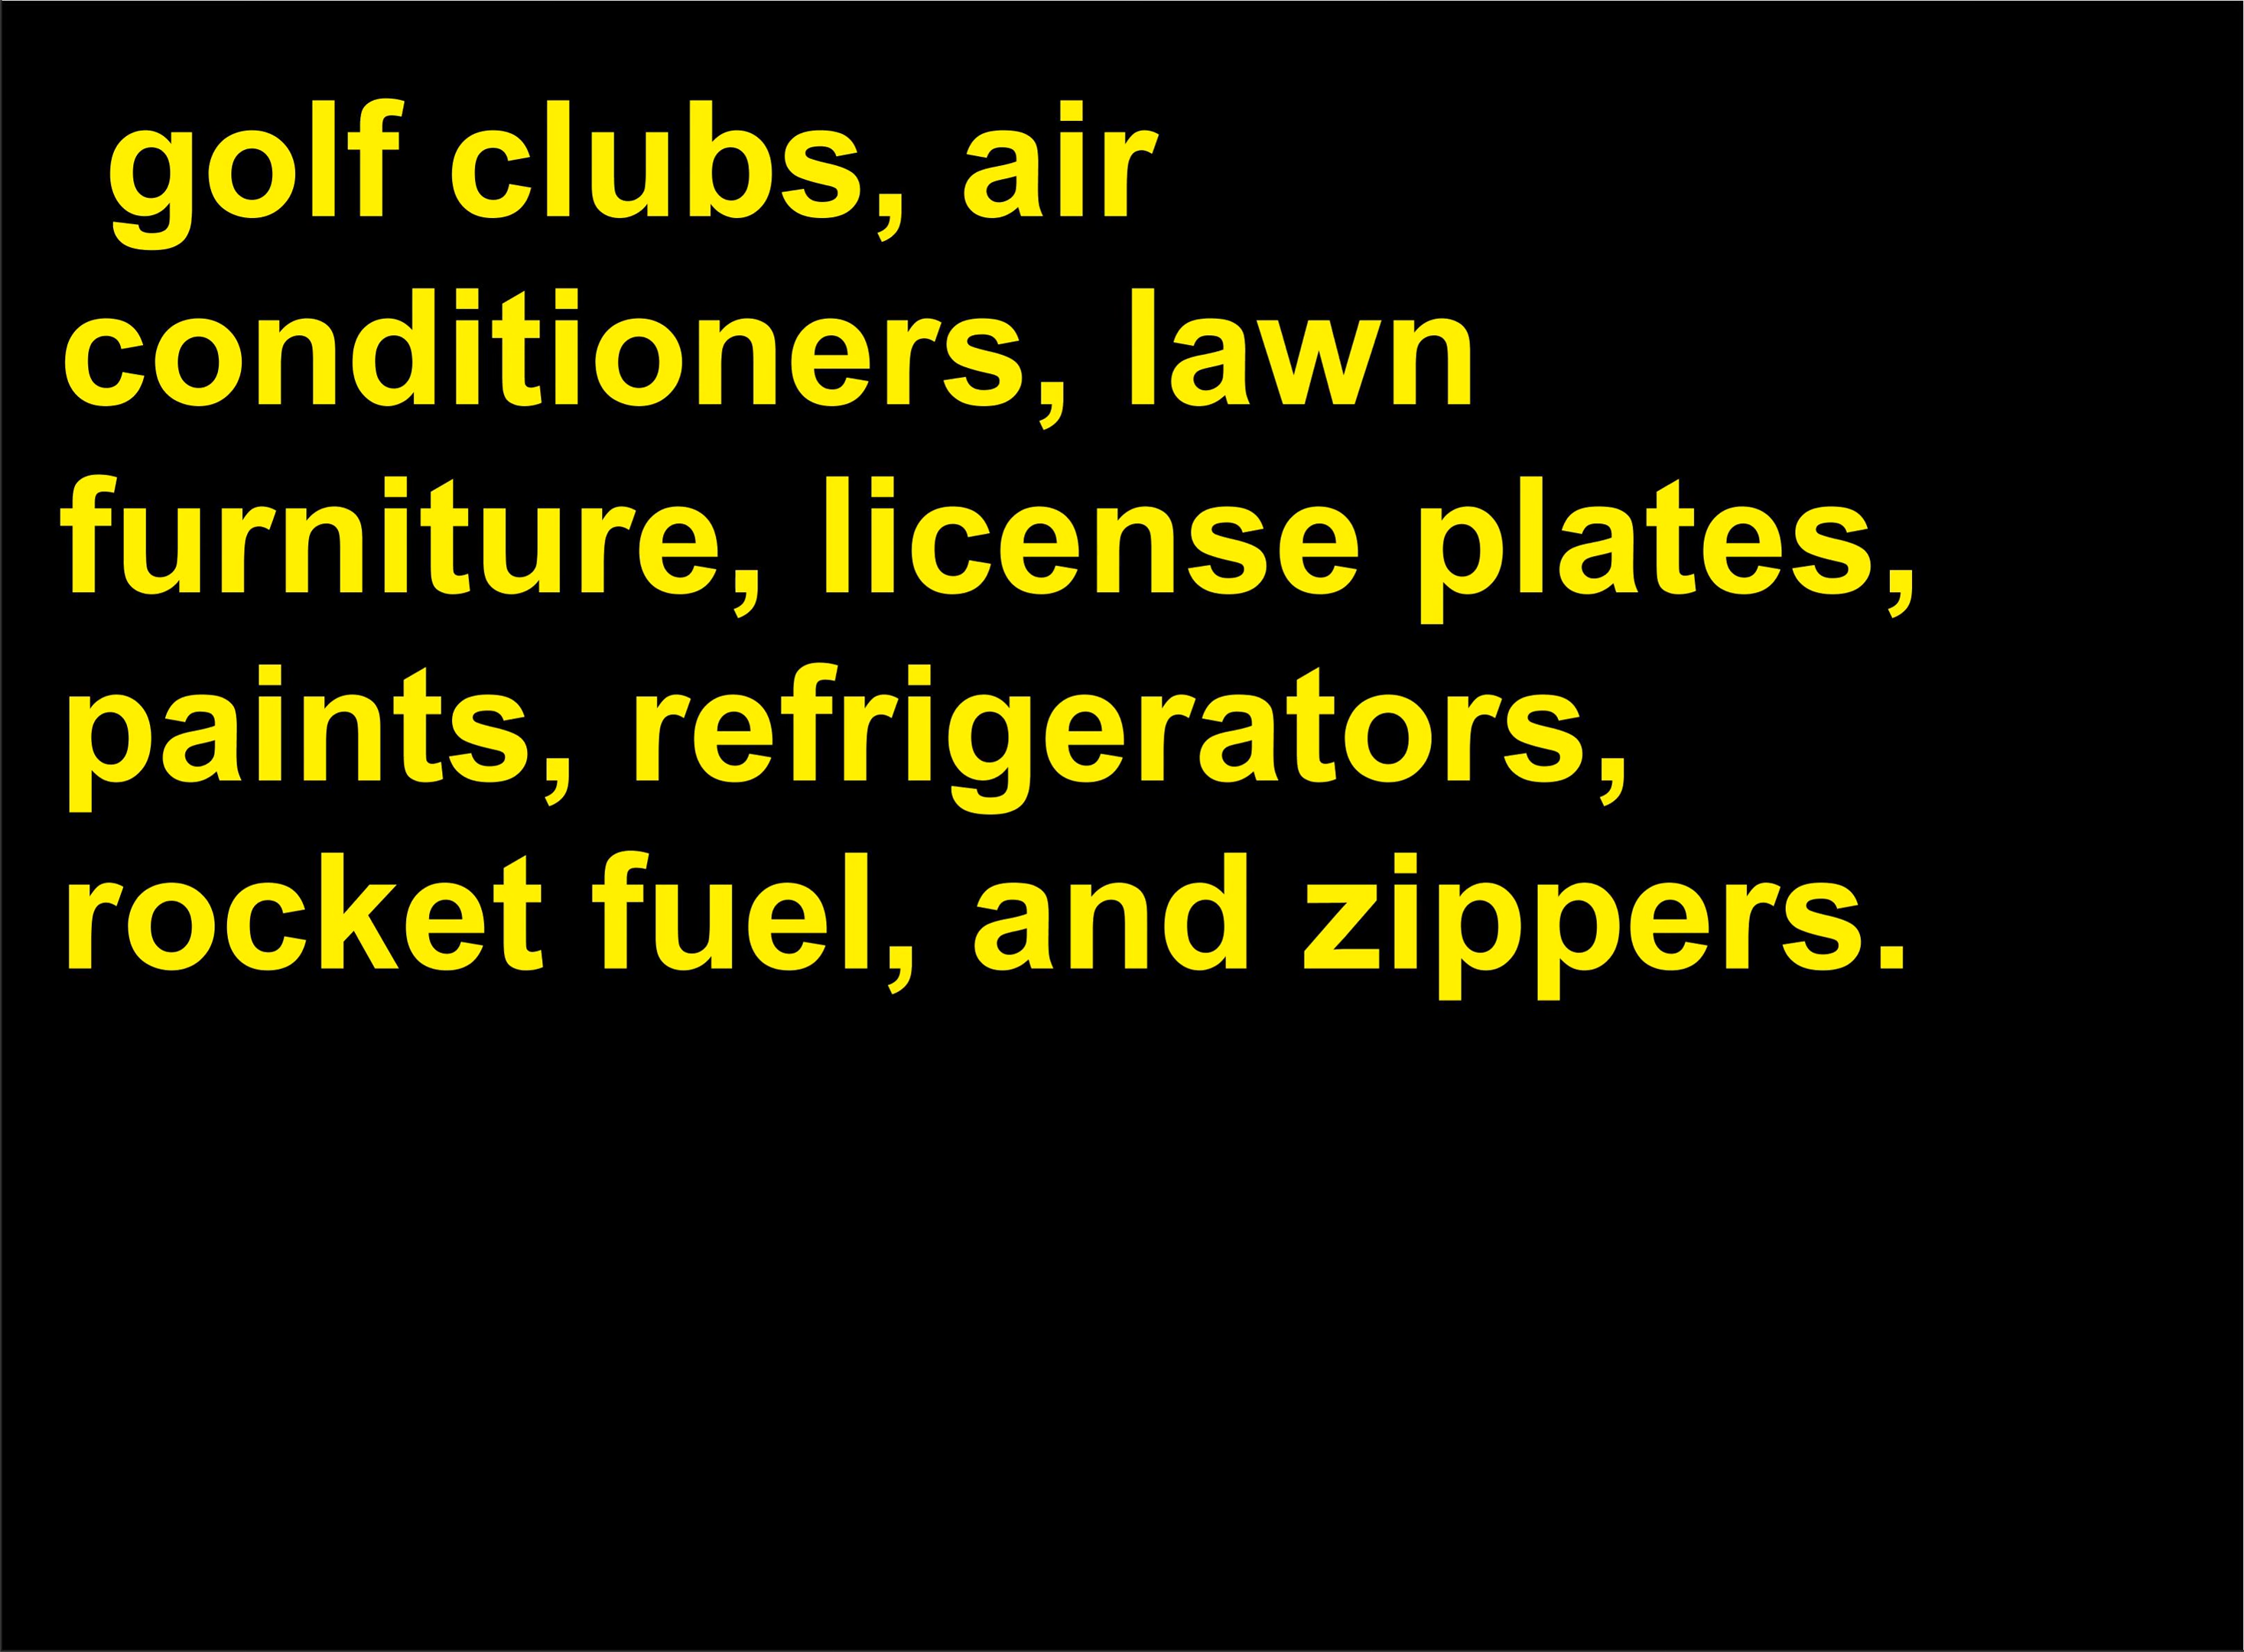 golf clubs, air
conditioners, lawn
furniture, license plates,
paints, refrigerators,
rocket fuel, and zippers.